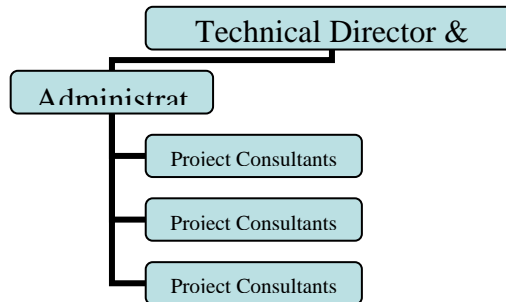 Technical Director &
Administrat
Project Consultants
Project Consultants
Project Consultants